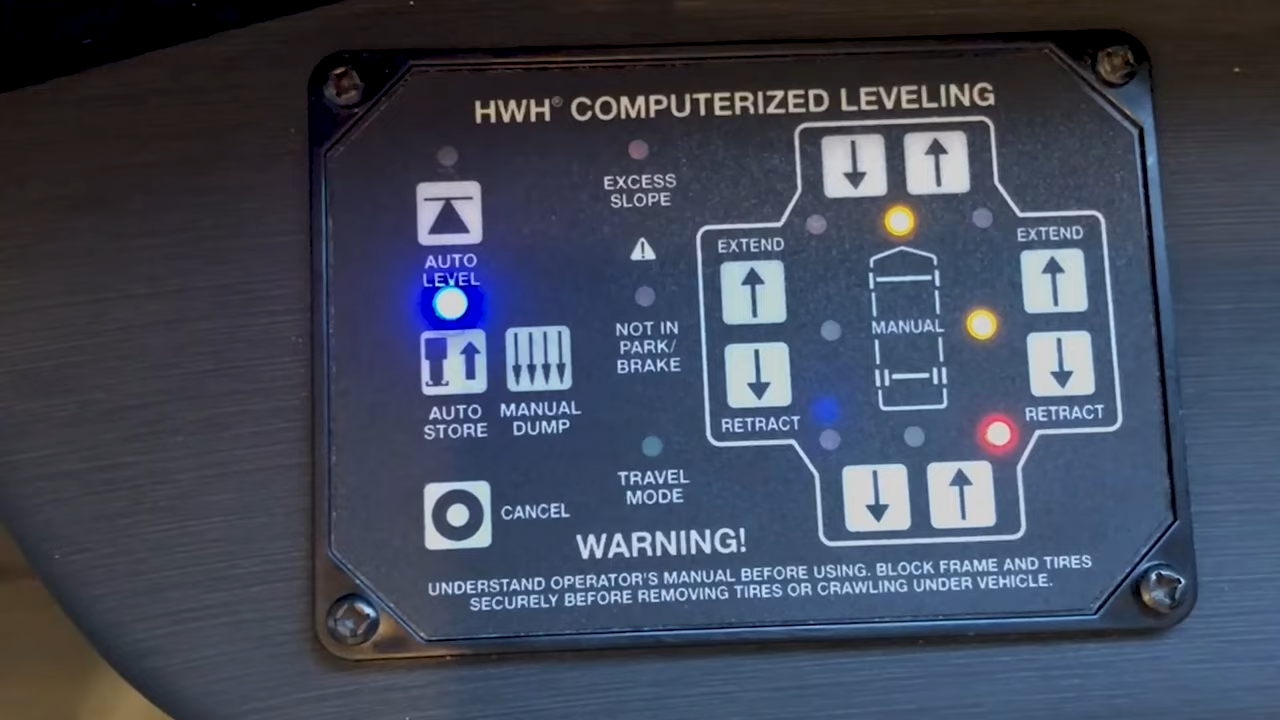 HWH® COMPUTERIZED LEVELING
EXCESS
SLOPE
AUTO
LEVEL
EXTEND
EXTEND
MANUAL
NOT IN
PARK/
BRAKE
AUTO
STORE
MANUAL
DUMP
RETRACT
RETRACT
TRAVEL
MODE
CANCEL
WARNING!
UNDERSTAND OPERATOR'S MANUAL BEFORE USING. BLOCK FRAME AND TIRES
SECURELY BEFORE REMOVING TIRES OR CRAWLING UNDER VEHICLE.